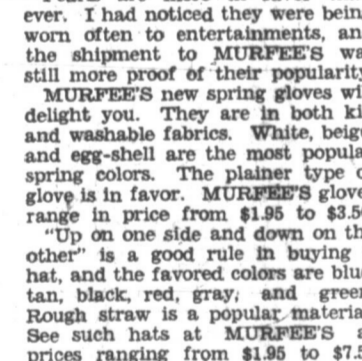 ever. I had noticed they were bein
worn often to entertainments, an
the shipment to MURFEE'S wa
still more proof of their popularit
MURFEE'S new spring gloves wi
delight you. They are in both ki
and washable fabrics. White, beig
and egg-shell are the most popula
spring colors. The plainer type o
glove is in favor. MURFEE'S glove
range in price from $1.95 to $3.5
"Up on one side and down on th
other" is a good rule in buying
hat, and the favored colors are blu
tan, black, red, gray, and gree
Rough straw is a popular materia
See such hats at MURFEE'S a
prices ranging from $1.95 to $7.